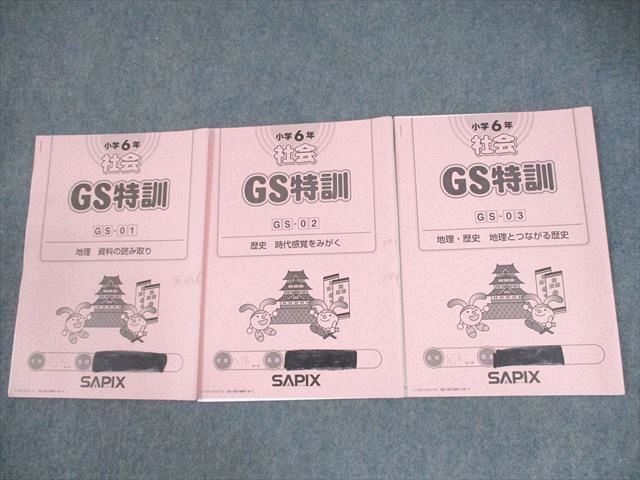 小学6年
社会
GS特訓
GS-01
地理 資料の読み取り
SAPIX
小学6年
社会
GS特訓
GS-02
歴史 時代感覚をみがく
SAPIX
小学6年
社会
GS特訓
GS-03
地理・歴史 地理とつながる歴史
SAPIX